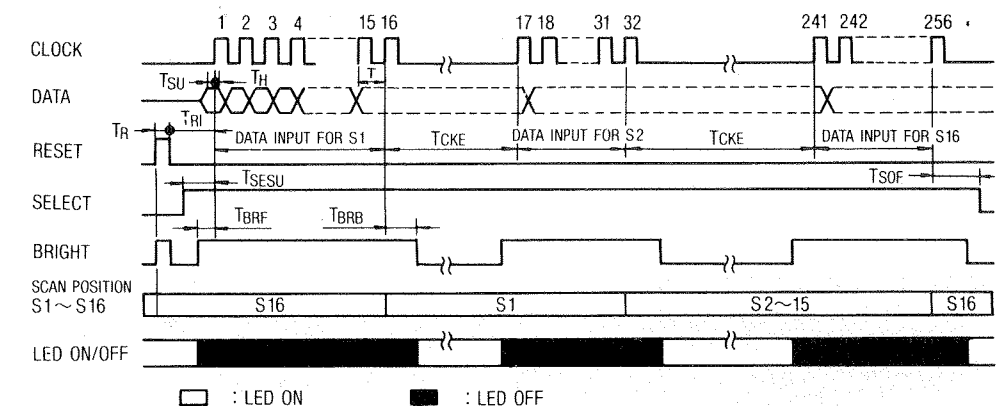 1 2 3 4 15 16 17 18 31 32 241 242 256
CLOCK
T
TSU TH
DATA
TR TRI
DATA INPUT FOR S1 TCKE DATA INPUT FOR S2 TCKE DATA INPUT FOR S16
RESET
TSESU TSOF
SELECT
TBRF TBRB
BRIGHT
SCAN POSITION
S1～S16 S16 S1 S2～15 S16
LED ON/OFF
: LED ON : LED OFF